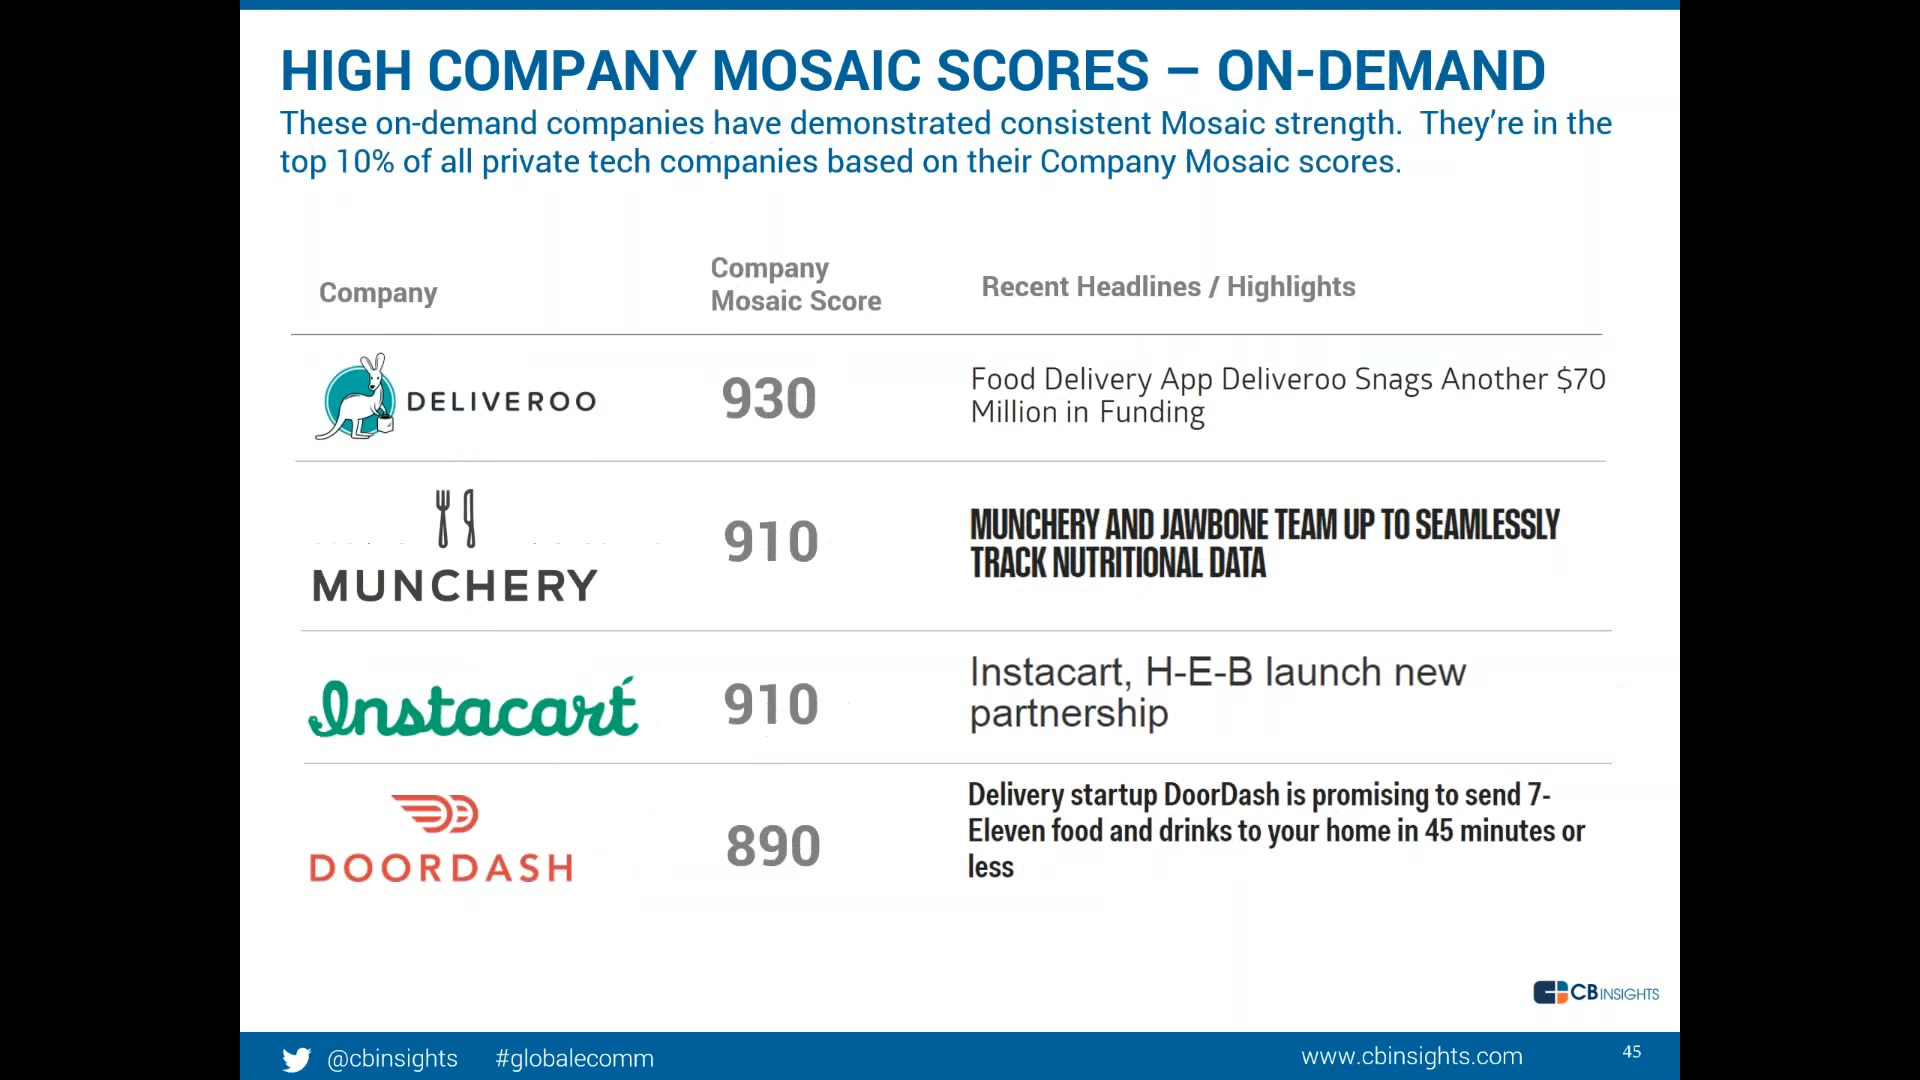 HIGH COMPANY MOSAIC SCORES – ON-DEMAND
These on-demand companies have demonstrated consistent Mosaic strength.  They’re in the
top 10% of all private tech companies based on their Company Mosaic scores.
Company
Company
Mosaic Score
Recent Headlines / Highlights
DELIVEROO
930
Food Delivery App Deliveroo Snags Another $70
Million in Funding
MUNCHERY
910
MUNCHERY AND JAWBONE TEAM UP TO SEAMLESSLY
TRACK NUTRITIONAL DATA
Instacart
910
Instacart, H-E-B launch new
partnership
DOORDASH
890
Delivery startup DoorDash is promising to send 7-
Eleven food and drinks to your home in 45 minutes or
less
CBINSIGHTS
@cbinsights
#globalecomm
www.cbinsights.com
45